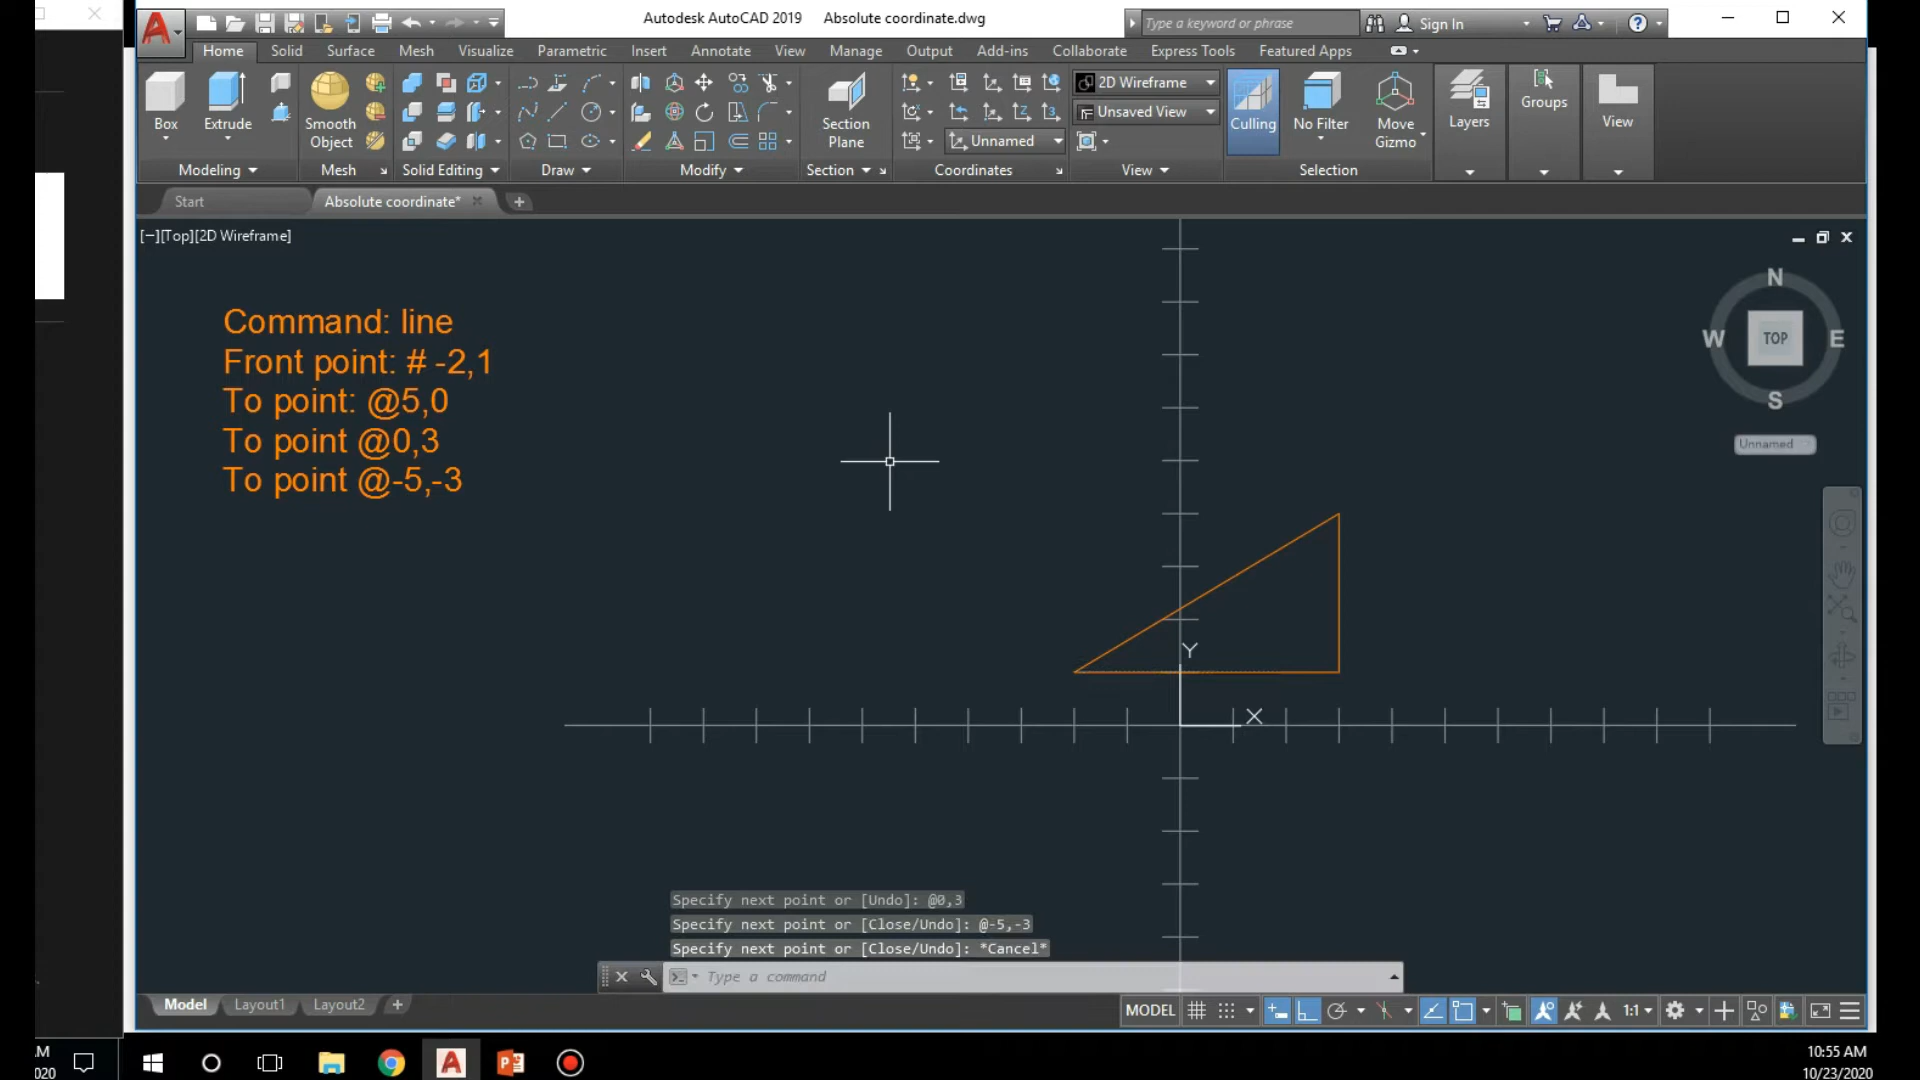 Autodesk AutoCAD 2019 Absolute coordinate.dwg
Type a keyword or phrase
Sign In
Home Solid Surface Mesh Visualize Parametric Insert Annotate View Manage Output Add-ins Collaborate Express Tools Featured Apps
Box
Extrude
Smooth Object
Section Plane
Unnamed
2D Wireframe
Unsaved View
Culling
No Filter
Move Gizmo
Layers
Groups
View
Modeling Mesh Solid Editing Draw Modify Section Coordinates View Selection
Start Absolute coordinate*
[−][Top][2D Wireframe]
N
W TOP E
S
Unnamed
Command: line
Front point: # -2,1
To point: @5,0
To point @0,3
To point @-5,-3
Y
X
Specify next point or [Undo]: @0,3
Specify next point or [Close/Undo]: @-5,-3
Specify next point or [Close/Undo]: *Cancel*
Type a command
Model Layout1 Layout2
MODEL 1:1
AM
020
10:55 AM
10/23/2020